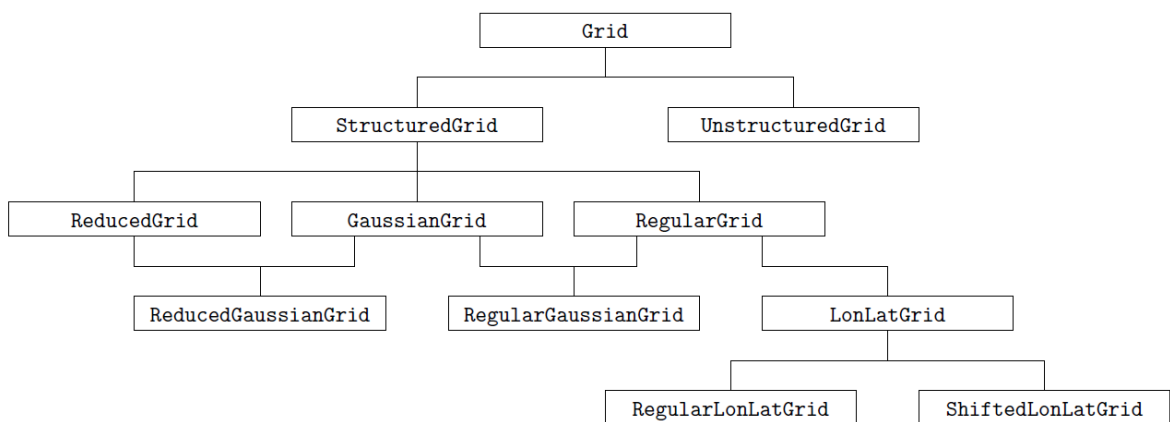 Grid
StructuredGrid
UnstructuredGrid
ReducedGrid
GaussianGrid
RegularGrid
ReducedGaussianGrid
RegularGaussianGrid
LonLatGrid
RegularLonLatGrid
ShiftedLonLatGrid